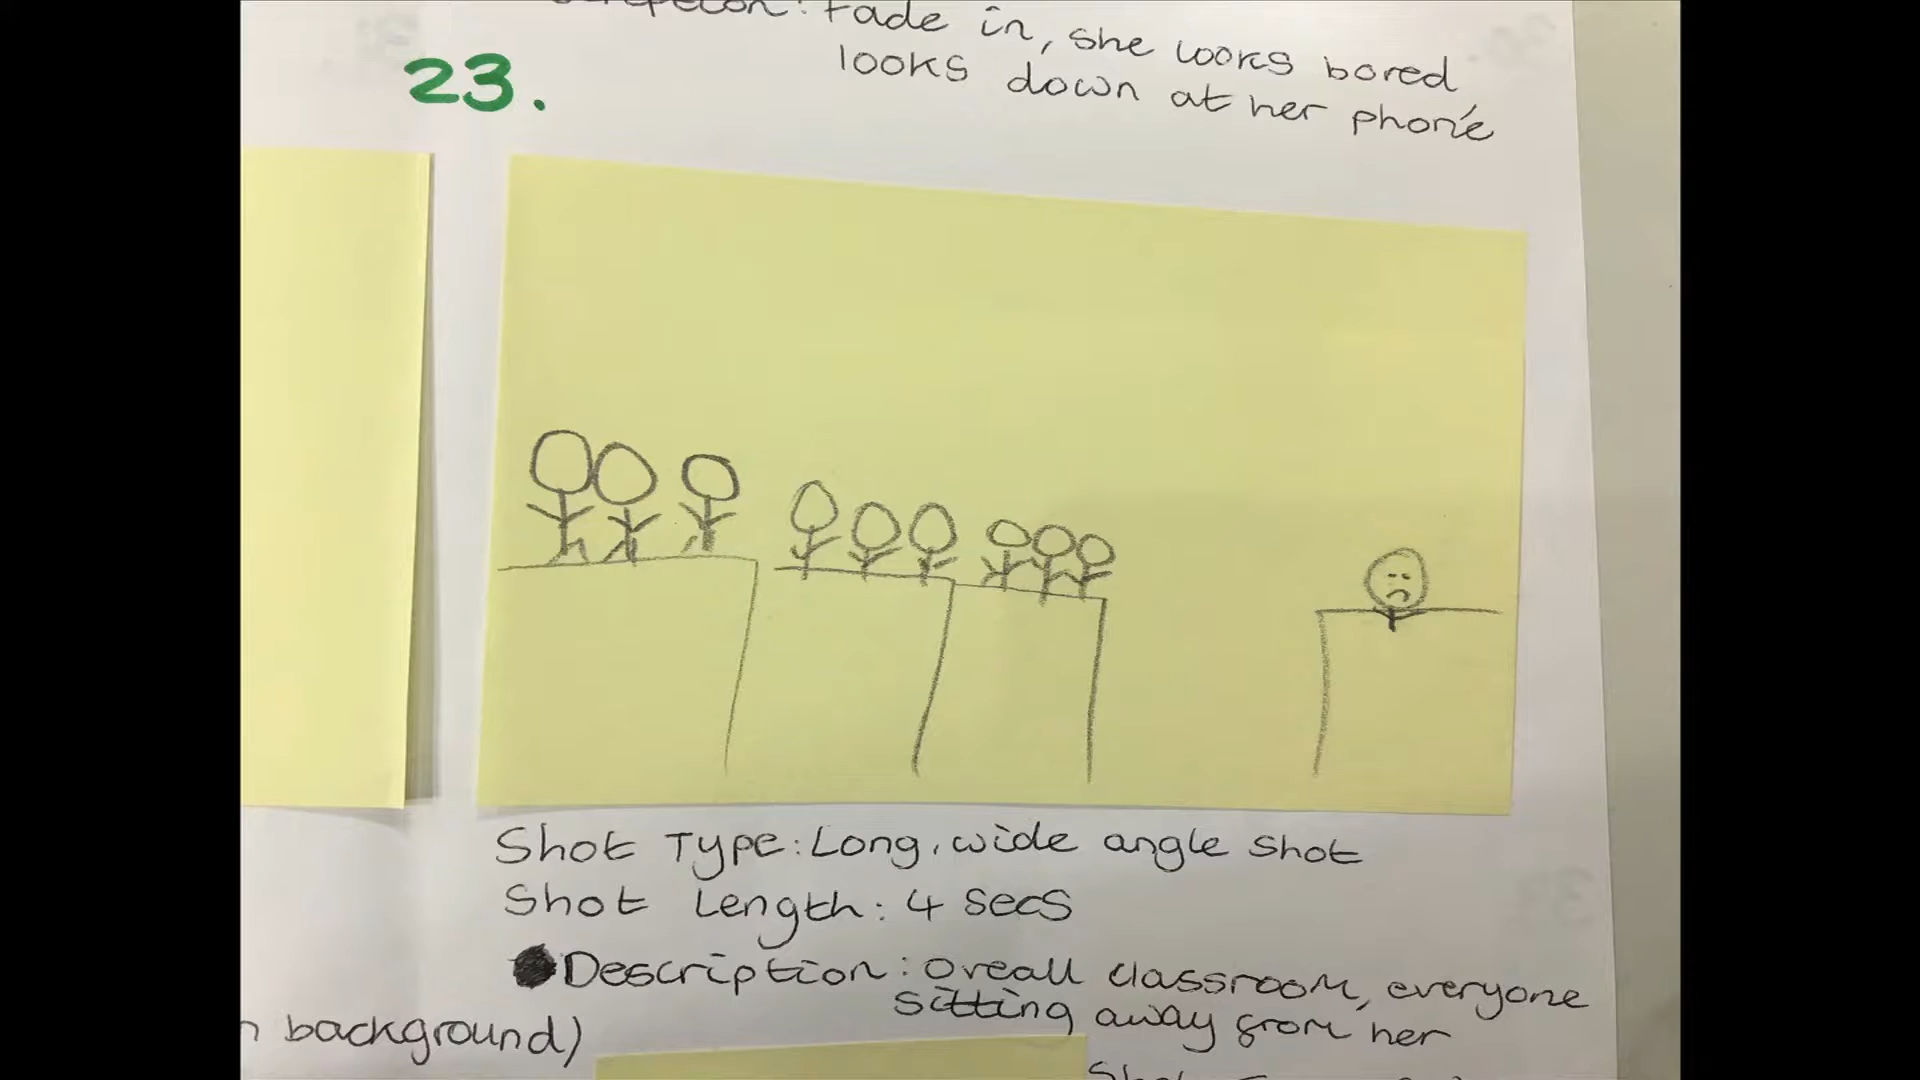 Fade in, she looks bored
looks down at her phone
23.
Shot Type: Long, wide angle shot
Shot Length: 4 secs
Description: Oveall classroom, everyone
sitting away from her
background)